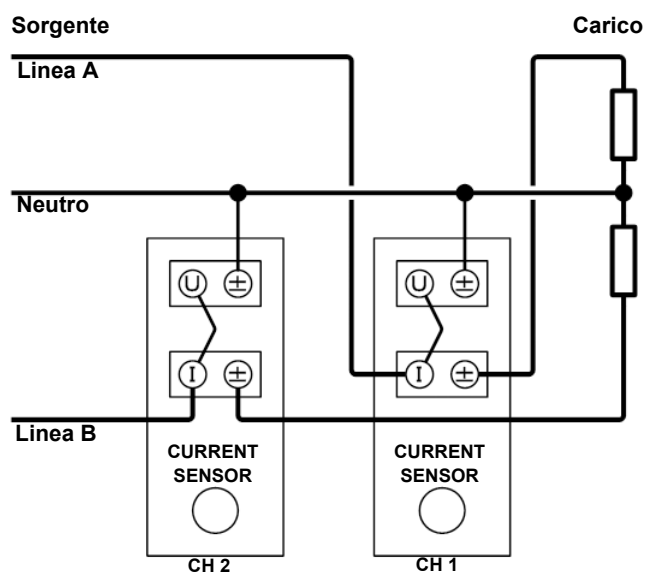 Sorgente
Carico
Linea A
Neutro
U ±
U ±
I ±
I ±
Linea B
CURRENT
SENSOR
CURRENT
SENSOR
CH 2
CH 1